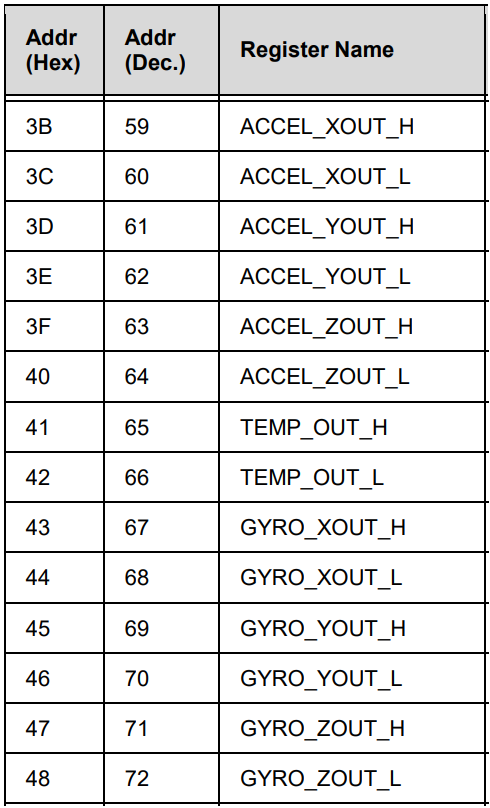 Addr (Hex) Addr (Dec.) Register Name
3B 59 ACCEL_XOUT_H
3C 60 ACCEL_XOUT_L
3D 61 ACCEL_YOUT_H
3E 62 ACCEL_YOUT_L
3F 63 ACCEL_ZOUT_H
40 64 ACCEL_ZOUT_L
41 65 TEMP_OUT_H
42 66 TEMP_OUT_L
43 67 GYRO_XOUT_H
44 68 GYRO_XOUT_L
45 69 GYRO_YOUT_H
46 70 GYRO_YOUT_L
47 71 GYRO_ZOUT_H
48 72 GYRO_ZOUT_L